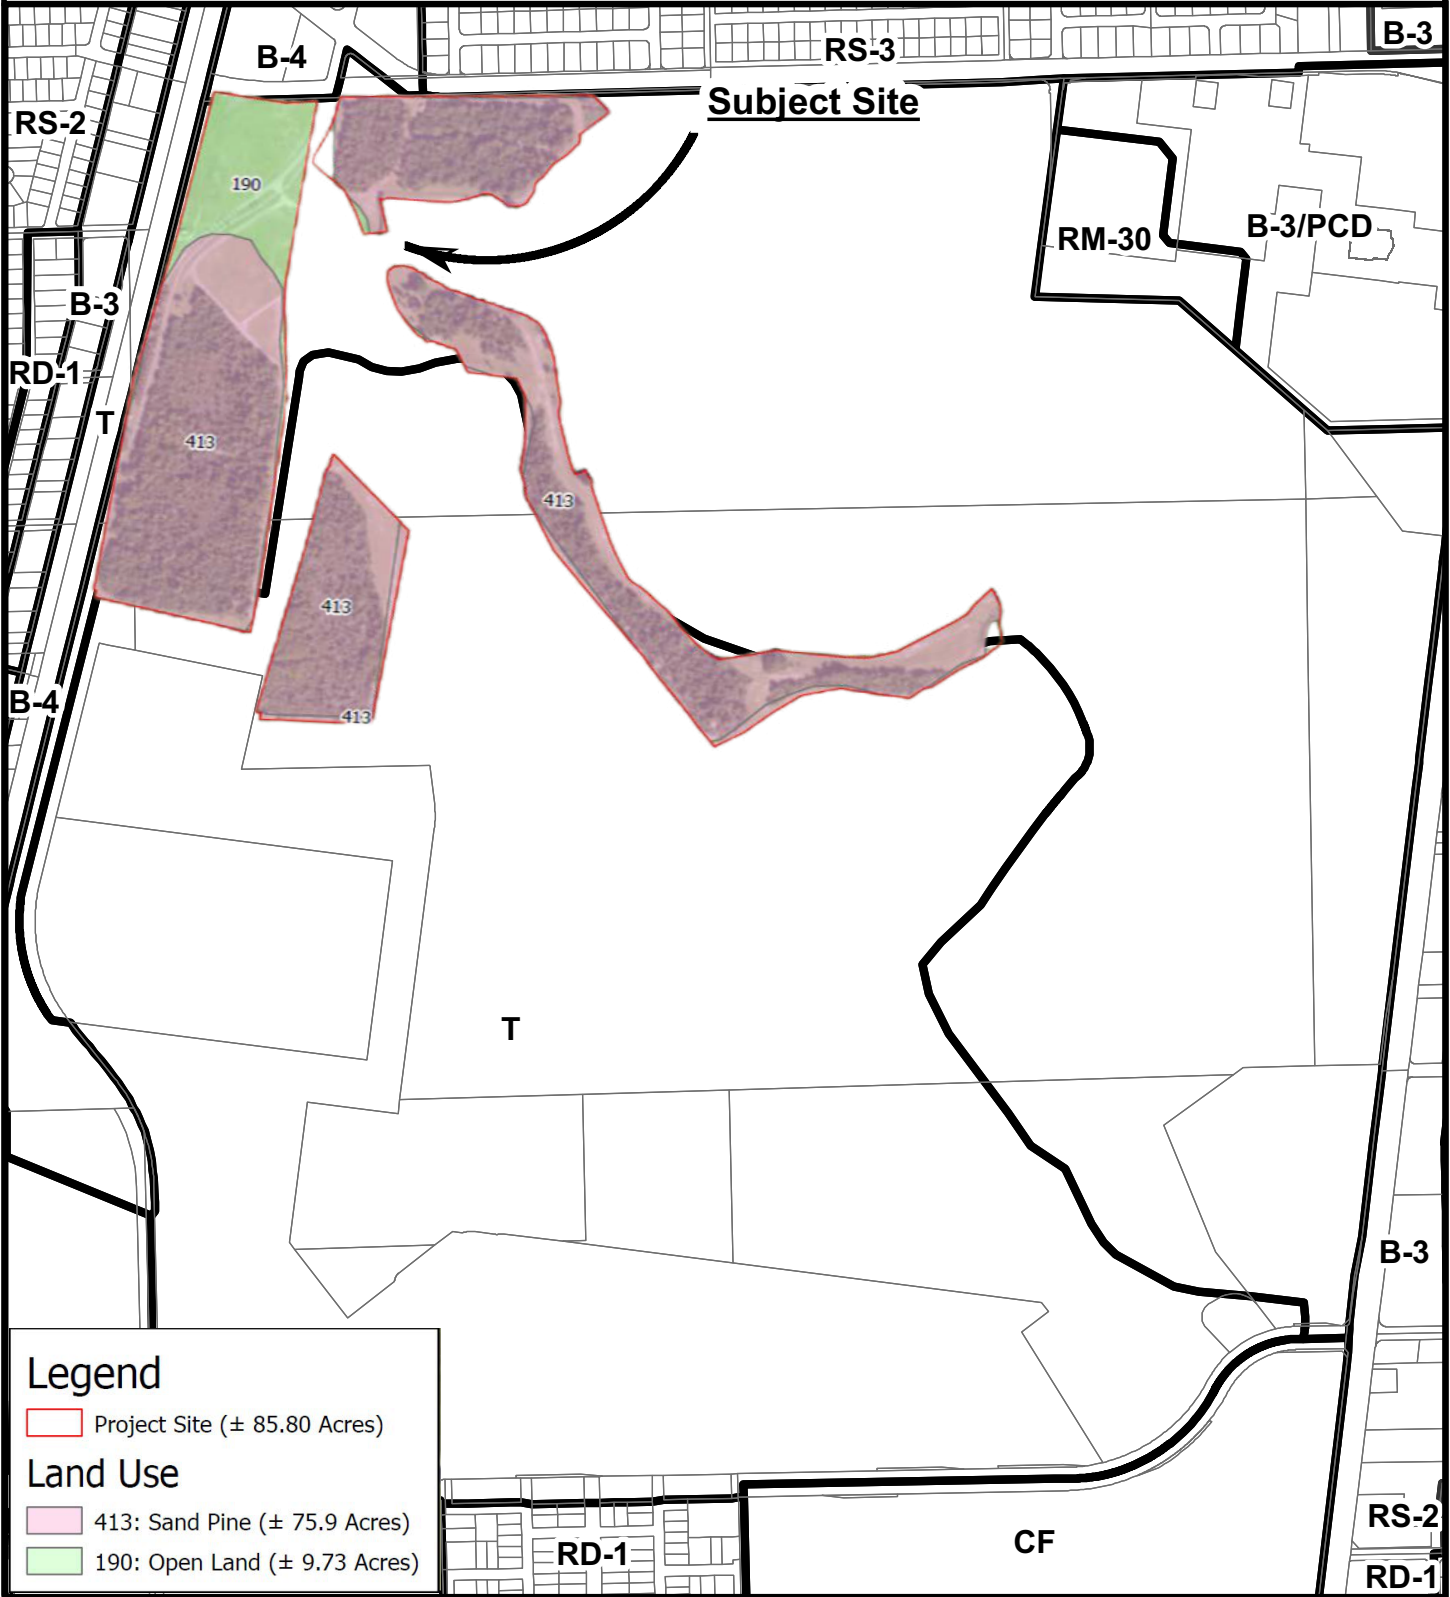 B-4
RS-3
B-3
Subject Site
RS-2
190
B-3/PCD
RM-30
B-3
RD-1
T
413
413
413
413
B-4
T
B-3
Legend
Project Site (± 85.80 Acres)
Land Use
413: Sand Pine (± 75.9 Acres)
190: Open Land (± 9.73 Acres)
RS-2
CF
RD-1
RD-1